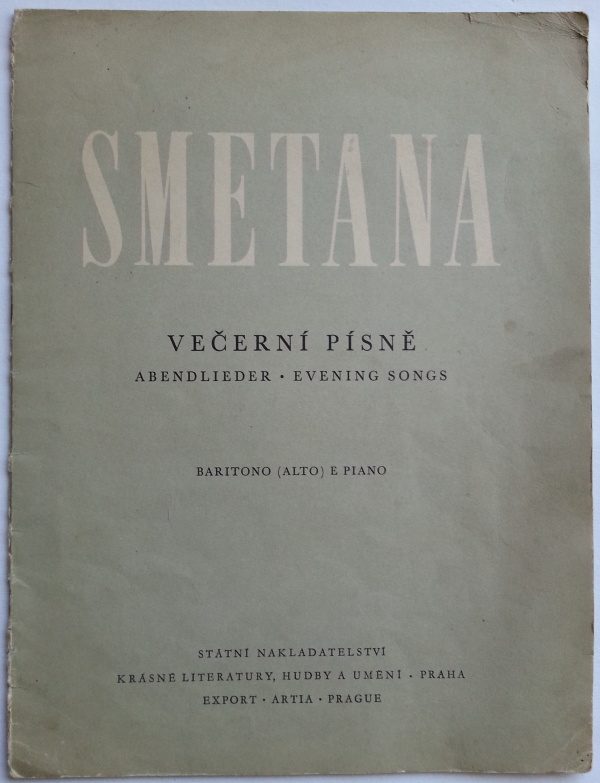 SMETANA
VEČERNÍ PÍSNĚ
ABENDLIEDER • EVENING SONGS
BARITONO (ALTO) E PIANO
STÁTNÍ NAKLADATELSTVÍ
KRÁSNÉ LITERATURY, HUDBY A UMĚNÍ • PRAHA
EXPORT • ARTIA • PRAGUE